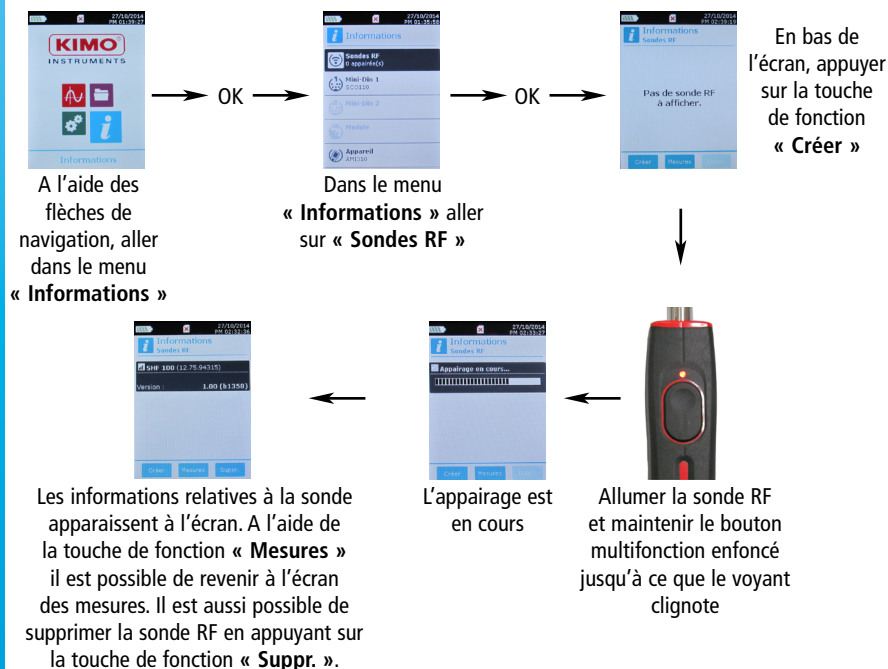 27/10/2014
PM 01:39:27
KIMO
INSTRUMENTS
Informations
OK
27/10/2014
PM 01:35:58
Informations
Sondes RF
0 appairée(s)
Mini-Din 1
SCO110
Mini-Din 2
Module
Appareil
AMI310
OK
27/10/2014
PM 02:39:19
Informations
Sondes RF
Pas de sonde RF
à afficher.
Créer Mesures
En bas de
l'écran, appuyer
sur la touche
de fonction
« Créer »
A l'aide des
flèches de
navigation, aller
dans le menu
« Informations »
Dans le menu
« Informations » aller
sur « Sondes RF »
27/10/2014
PM 02:32:36
Informations
Sondes RF
SHF 100 (12.75.94315)
Version : 1.00 (b1358)
Créer Mesures Suppr.
27/10/2014
PM 02:33:27
Informations
Sondes RF
Appairage en cours...
Créer Mesures
Les informations relatives à la sonde
apparaissent à l'écran. A l'aide de
la touche de fonction « Mesures »
il est possible de revenir à l'écran
des mesures. Il est aussi possible de
supprimer la sonde RF en appuyant sur
la touche de fonction « Suppr. ».
L'appairage est
en cours
Allumer la sonde RF
et maintenir le bouton
multifonction enfoncé
jusqu'à ce que le voyant
clignote